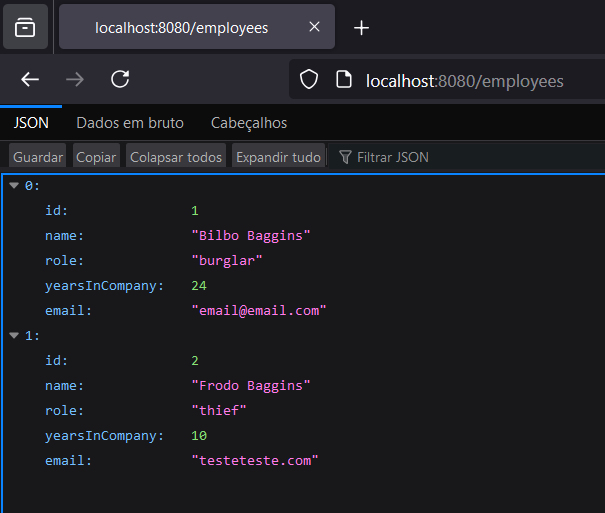 localhost:8080/employees
localhost:8080/employees
JSON Dados em bruto Cabeçalhos
Guardar Copiar Colapsar todos Expandir tudo Filtrar JSON
0:
id: 1
name: "Bilbo Baggins"
role: "burglar"
yearsInCompany: 24
email: "email@email.com"
1:
id: 2
name: "Frodo Baggins"
role: "thief"
yearsInCompany: 10
email: "testeteste.com"